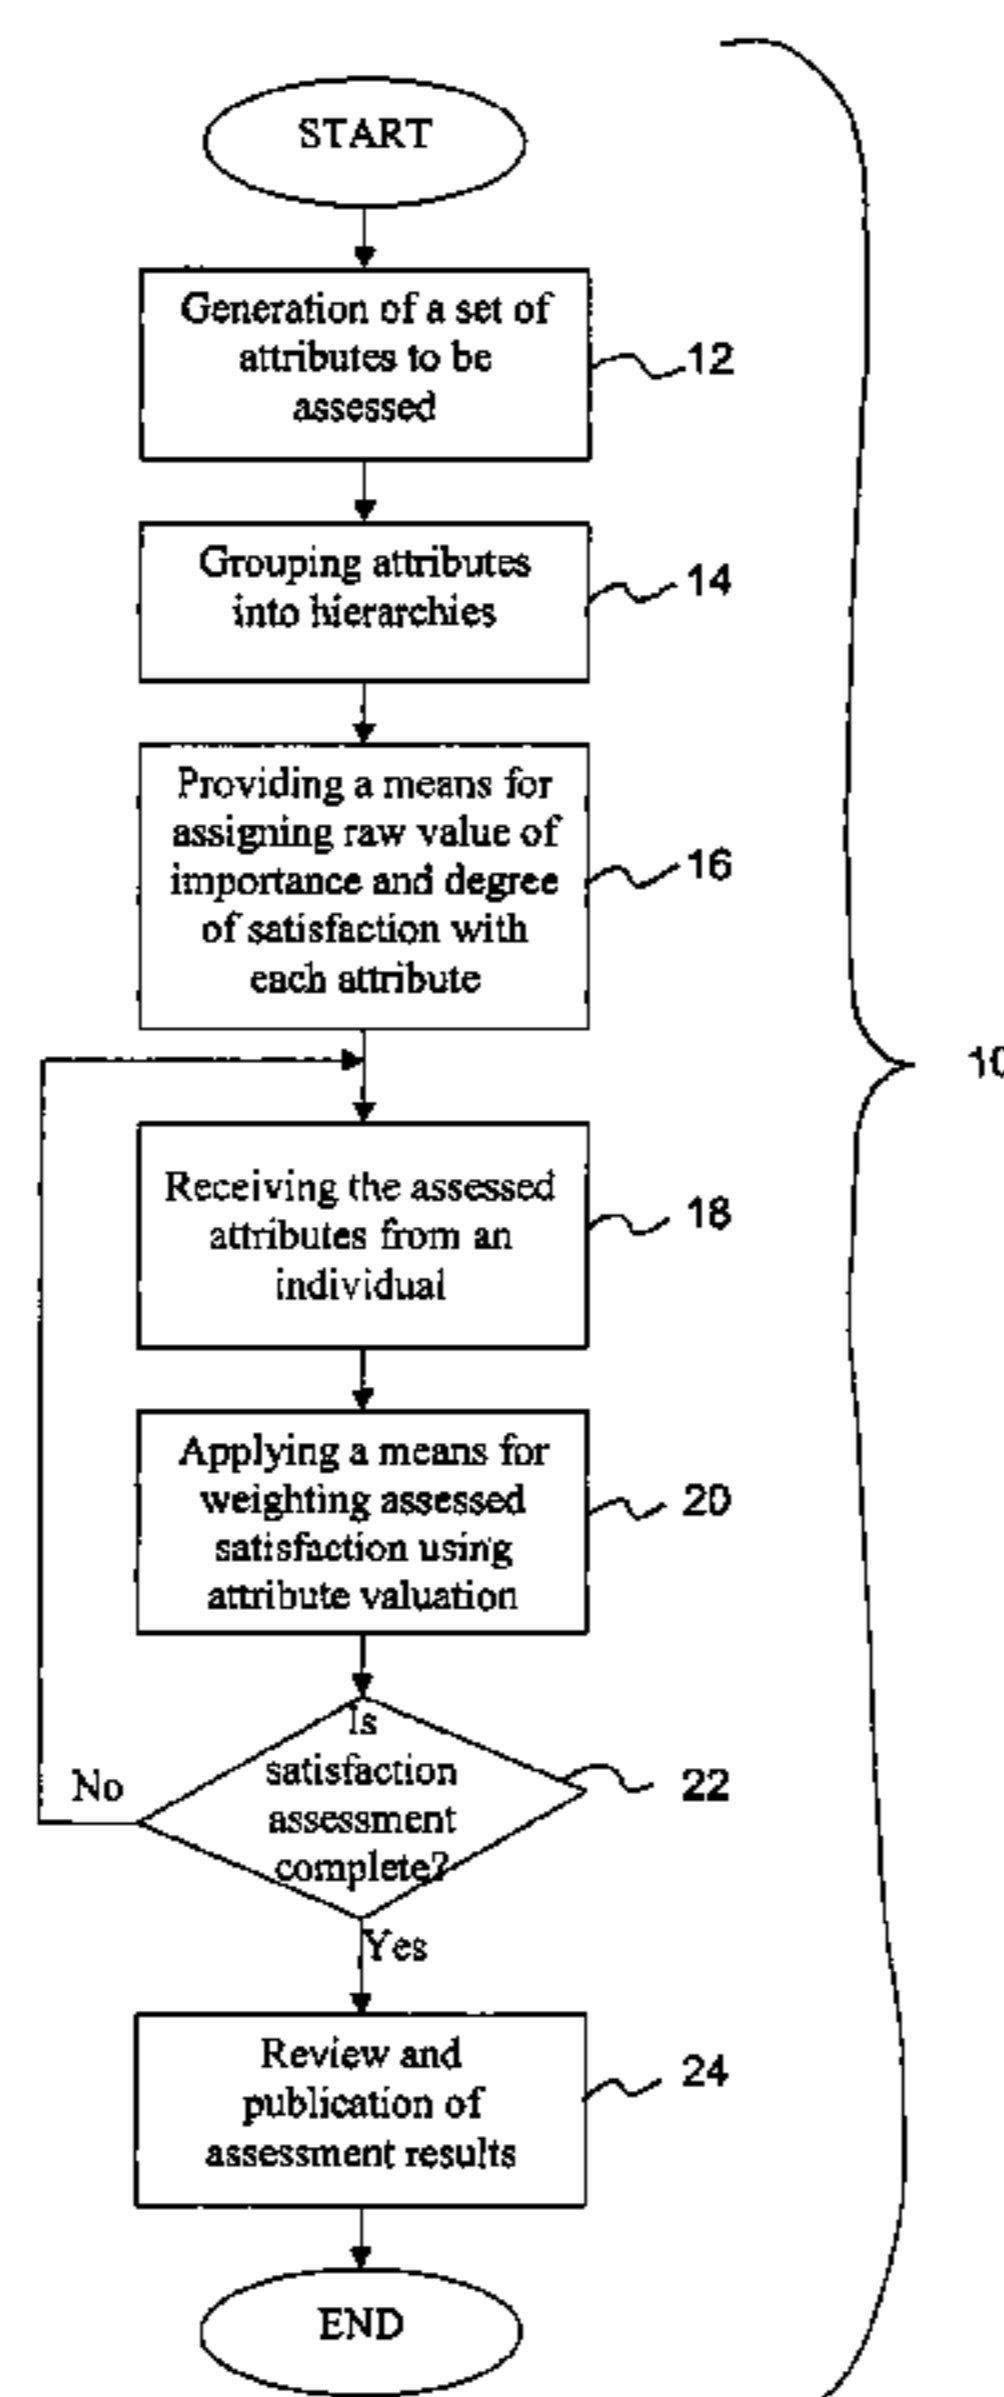 START
Generation of a set of
attributes to be
assessed
12
Grouping attributes
into hierarchies
14
Providing a means for
assigning raw value of
importance and degree
of satisfaction with
each attribute
16
10
Receiving the assessed
attributes from an
individual
18
Applying a means for
weighting assessed
satisfaction using
attribute valuation
20
Is
satisfaction
assessment
complete?
22
No
Yes
Review and
publication of
assessment results
24
END